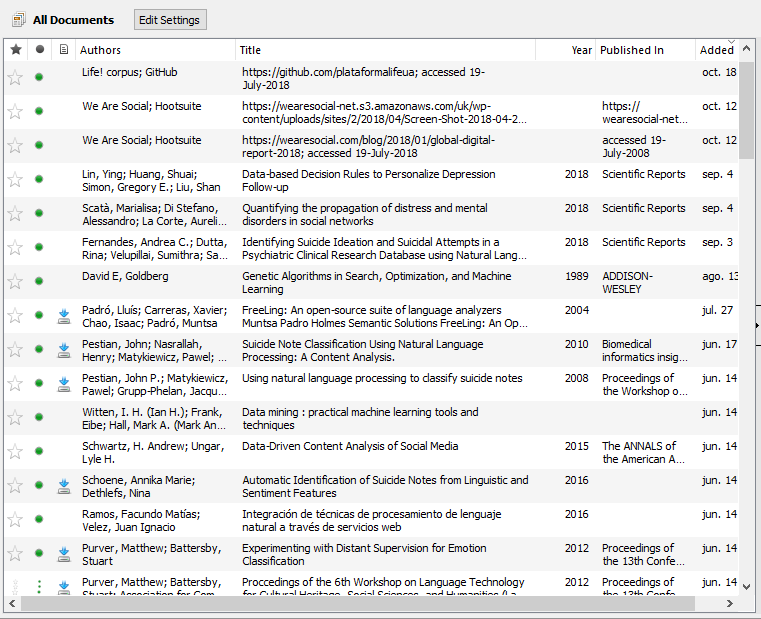 All Documents Edit Settings
Authors Title Year Published In Added
Life! corpus; GitHub https://github.com/plataformalifeua; accessed 19- oct. 18
July-2018
We Are Social; Hootsuite https://wearesocial-net.s3.amazonaws.com/uk/wp- https:// oct. 12
content/uploads/sites/2/2018/04/Screen-Shot-2018-04-2... wearesocial-net...
We Are Social; Hootsuite https://wearesocial.com/blog/2018/01/global-digital- accessed 19- oct. 12
report-2018; accessed 19-July-2018 July-2008
Lin, Ying; Huang, Shuai; Data-based Decision Rules to Personalize Depression 2018 Scientific Reports sep. 4
Simon, Gregory E.; Liu, Shan Follow-up
Scatà, Marialisa; Di Stefano, Quantifying the propagation of distress and mental 2018 Scientific Reports sep. 4
Alessandro; La Corte, Aureli... disorders in social networks
Fernandes, Andrea C.; Dutta, Identifying Suicide Ideation and Suicidal Attempts in a 2018 Scientific Reports sep. 3
Rina; Velupillai, Sumithra; Sa... Psychiatric Clinical Research Database using Natural Lang...
David E, Goldberg Genetic Algorithms in Search, Optimization, and Machine 1989 ADDISON- ago. 13
Learning WESLEY
Padró, Lluís; Carreras, Xavier; FreeLing: An open-source suite of language analyzers 2004 jul. 27
Chao, Isaac; Padró, Muntsa Muntsa Padro Holmes Semantic Solutions FreeLing: An Op...
Pestian, John; Nasrallah, Suicide Note Classification Using Natural Language 2010 Biomedical jun. 17
Henry; Matykiewicz, Pawel; ... Processing: A Content Analysis. informatics insig...
Pestian, John P.; Matykiewicz, Using natural language processing to classify suicide notes 2008 Proceedings of jun. 14
Pawel; Grupp-Phelan, Jacqu... the Workshop o...
Witten, I. H. (Ian H.); Frank, Data mining : practical machine learning tools and jun. 14
Eibe; Hall, Mark A. (Mark An... techniques
Schwartz, H. Andrew; Ungar, Data-Driven Content Analysis of Social Media 2015 The ANNALS of jun. 14
Lyle H. the American A...
Schoene, Annika Marie; Automatic Identification of Suicide Notes from Linguistic and 2016 jun. 14
Dethlefs, Nina Sentiment Features
Ramos, Facundo Matías; Integración de técnicas de procesamiento de lenguaje 2016 jun. 14
Velez, Juan Ignacio natural a través de servicios web
Purver, Matthew; Battersby, Experimenting with Distant Supervision for Emotion 2012 Proceedings of jun. 14
Stuart Classification the 13th Confe...
Purver, Matthew; Battersby, Proccedings of the 6th Workshop on Language Technology 2012 Proceedings of jun. 14
Stuart; Association for Com... for Cultural Heritage, Social Sciences, and Humanities (La... the 13th Confe...